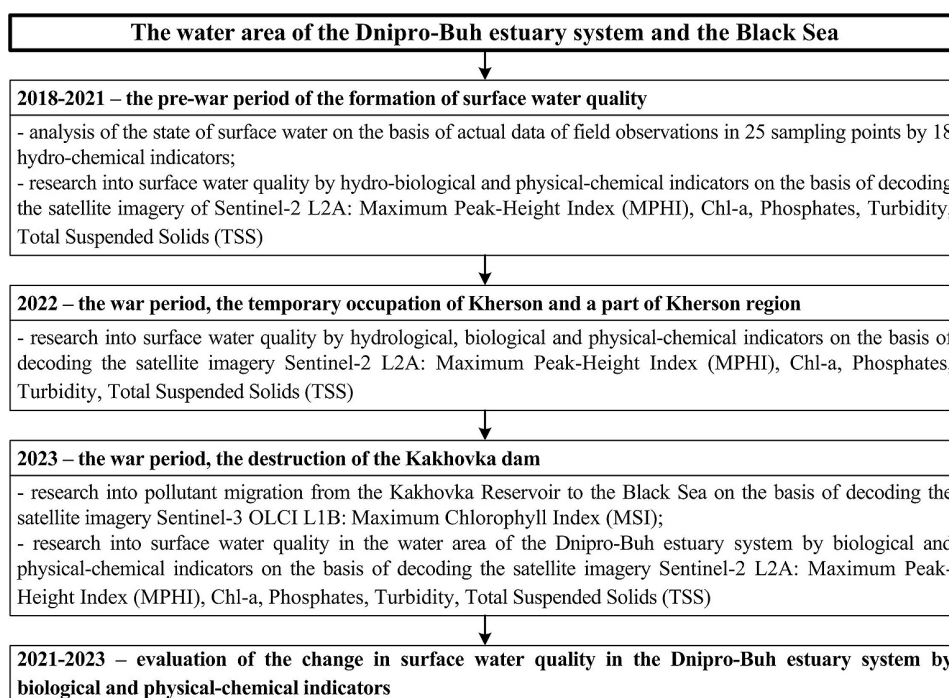 The water area of the Dnipro-Buh estuary system and the Black Sea
2018-2021 – the pre-war period of the formation of surface water quality
- analysis of the state of surface water on the basis of actual data of field observations in 25 sampling points by 18
hydro-chemical indicators;
- research into surface water quality by hydro-biological and physical-chemical indicators on the basis of decoding
the satellite imagery of Sentinel-2 L2A: Maximum Peak-Height Index (MPHI), Chl-a, Phosphates, Turbidity,
Total Suspended Solids (TSS)
2022 – the war period, the temporary occupation of Kherson and a part of Kherson region
- research into surface water quality by hydrological, biological and physical-chemical indicators on the basis of
decoding the satellite imagery Sentinel-2 L2A: Maximum Peak-Height Index (MPHI), Chl-a, Phosphates,
Turbidity, Total Suspended Solids (TSS)
2023 – the war period, the destruction of the Kakhovka dam
- research into pollutant migration from the Kakhovka Reservoir to the Black Sea on the basis of decoding the
satellite imagery Sentinel-3 OLCI L1B: Maximum Chlorophyll Index (MSI);
- research into surface water quality in the water area of the Dnipro-Buh estuary system by biological and
physical-chemical indicators on the basis of decoding the satellite imagery Sentinel-2 L2A: Maximum Peak-
Height Index (MPHI), Chl-a, Phosphates, Turbidity, Total Suspended Solids (TSS)
2021-2023 – evaluation of the change in surface water quality in the Dnipro-Buh estuary system by
biological and physical-chemical indicators